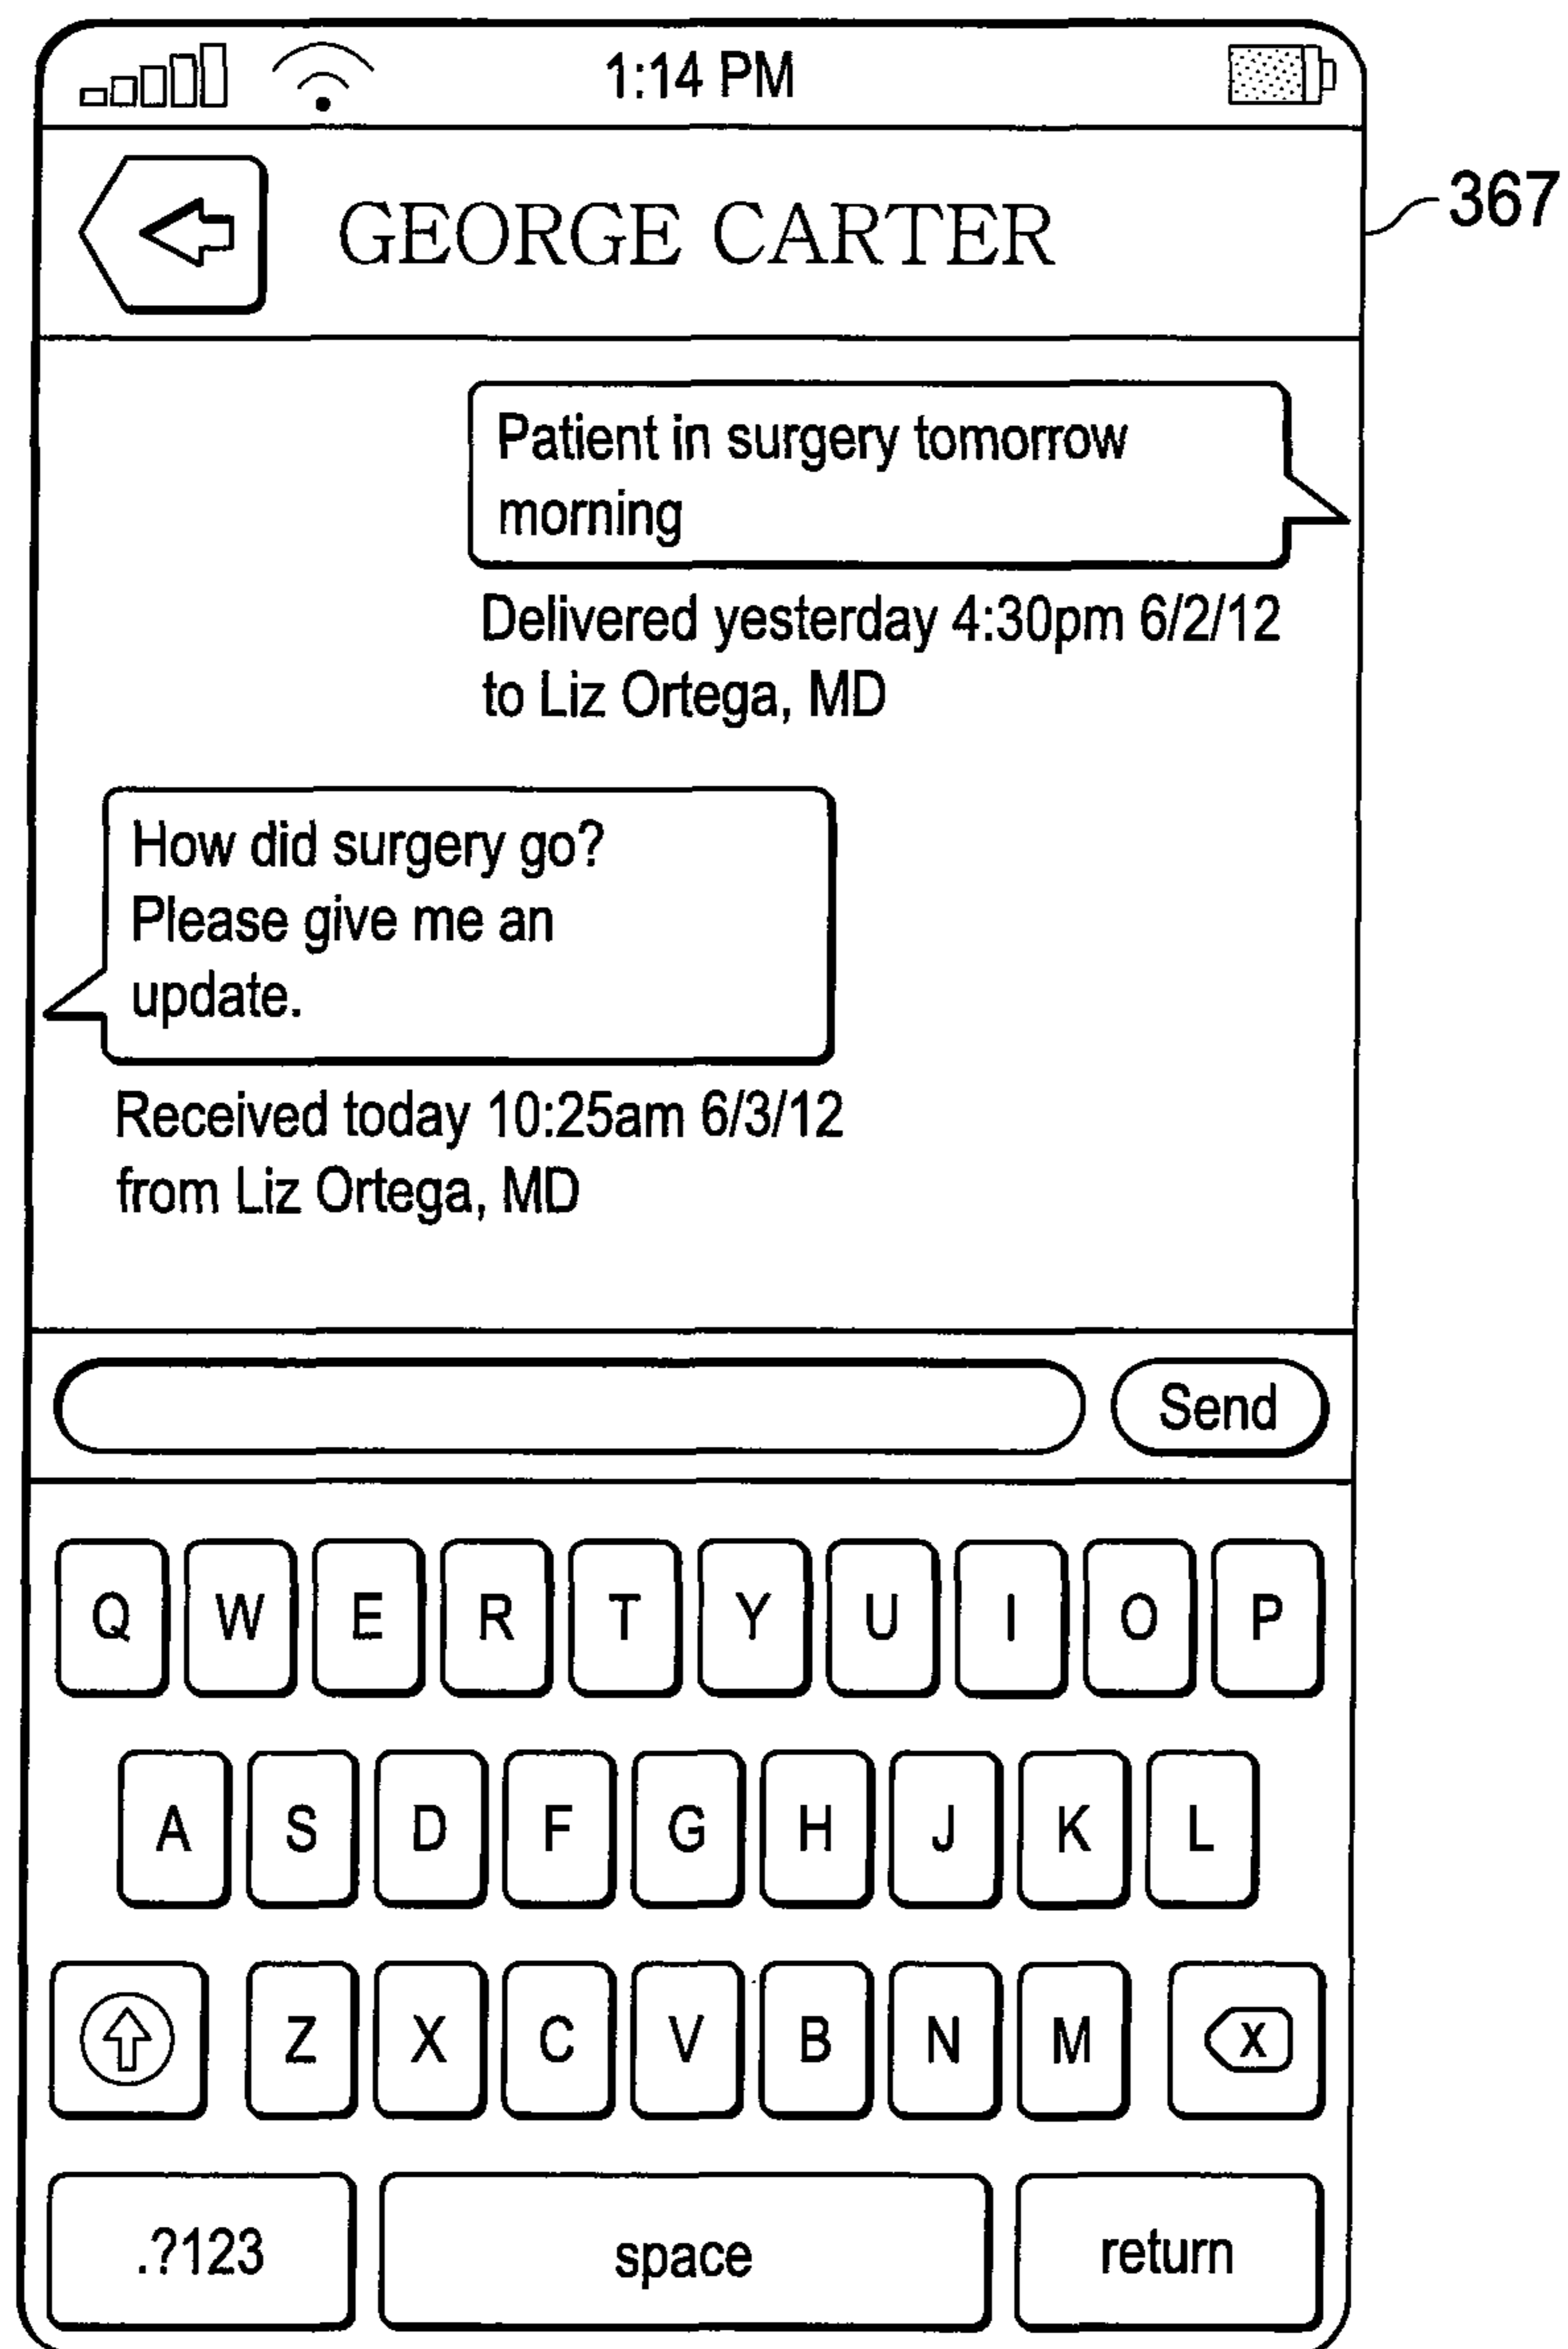 1:14 PM
GEORGE CARTER
367
Patient in surgery tomorrow
morning
Delivered yesterday 4:30pm 6/2/12
to Liz Ortega, MD
How did surgery go?
Please give me an
update.
Received today 10:25am 6/3/12
from Liz Ortega, MD
Send
Q W E R T Y U I O P
A S D F G H J K L
Z X C V B N M X
.?123 space return